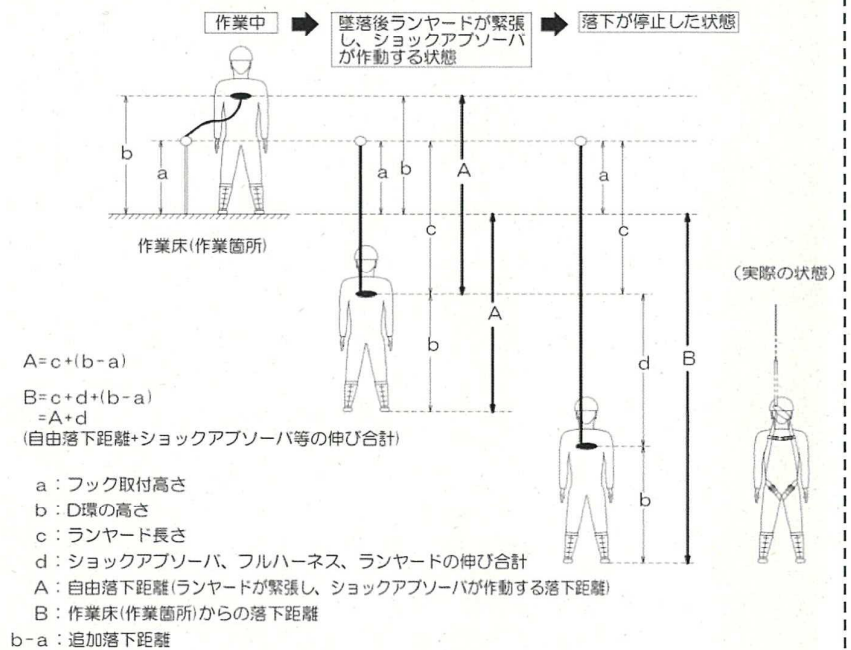 作業中
墜落後ランヤードが緊張
し、ショックアブソーバ
が作動する状態
落下が停止した状態
b
a
a
b
A
c
a
c
作業床(作業箇所)
(実際の状態)
A
b
d
B
b
A=c+(b-a)
B=c+d+(b-a)
=A+d
(自由落下距離+ショックアブソーバ等の伸び合計)
a：フック取付高さ
b：D環の高さ
c：ランヤード長さ
d：ショックアブソーバ、フルハーネス、ランヤードの伸び合計
A：自由落下距離(ランヤードが緊張し、ショックアブソーバが作動する落下距離)
B：作業床(作業箇所)からの落下距離
b-a：追加落下距離